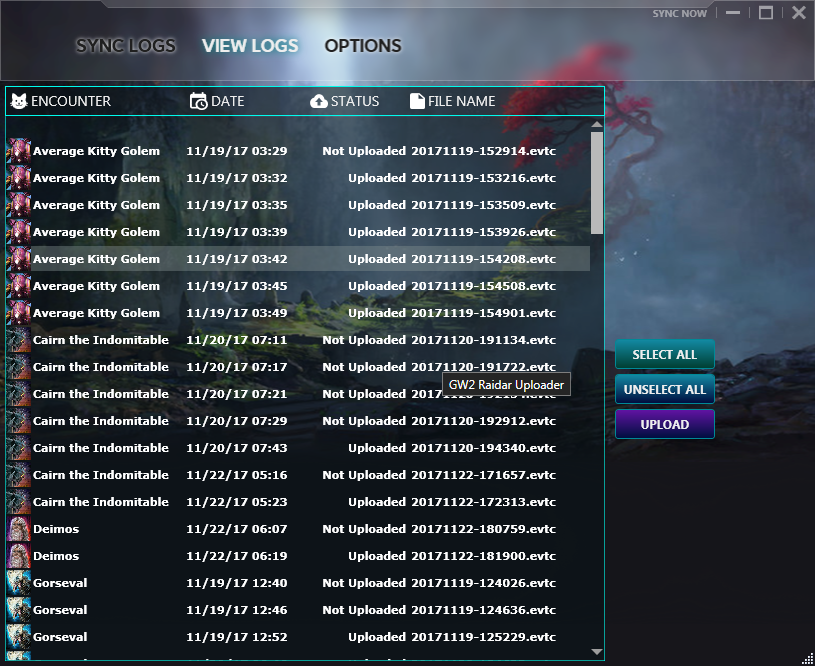 SYNC NOW
SYNC LOGS VIEW LOGS OPTIONS
ENCOUNTER DATE STATUS FILE NAME
Average Kitty Golem 11/19/17 03:29 Not Uploaded 20171119-152914.evtc
Average Kitty Golem 11/19/17 03:32 Uploaded 20171119-153216.evtc
Average Kitty Golem 11/19/17 03:35 Uploaded 20171119-153509.evtc
Average Kitty Golem 11/19/17 03:39 Uploaded 20171119-153926.evtc
Average Kitty Golem 11/19/17 03:42 Uploaded 20171119-154208.evtc
Average Kitty Golem 11/19/17 03:45 Uploaded 20171119-154508.evtc
Average Kitty Golem 11/19/17 03:49 Uploaded 20171119-154901.evtc
Cairn the Indomitable 11/20/17 07:11 Not Uploaded 20171120-191134.evtc
Cairn the Indomitable 11/20/17 07:17 Not Uploaded 20171120-191722.evtc
GW2 Raidar Uploader
Cairn the Indomitable 11/20/17 07:21 Not Uploaded
Cairn the Indomitable 11/20/17 07:29 Not Uploaded 20171120-192912.evtc
Cairn the Indomitable 11/20/17 07:43 Uploaded 20171120-194340.evtc
Cairn the Indomitable 11/22/17 05:16 Not Uploaded 20171122-171657.evtc
Cairn the Indomitable 11/22/17 05:23 Uploaded 20171122-172313.evtc
Deimos 11/22/17 06:07 Not Uploaded 20171122-180759.evtc
Deimos 11/22/17 06:19 Uploaded 20171122-181900.evtc
Gorseval 11/19/17 12:40 Not Uploaded 20171119-124026.evtc
Gorseval 11/19/17 12:46 Not Uploaded 20171119-124636.evtc
Gorseval 11/19/17 12:52 Uploaded 20171119-125229.evtc
SELECT ALL
UNSELECT ALL
UPLOAD